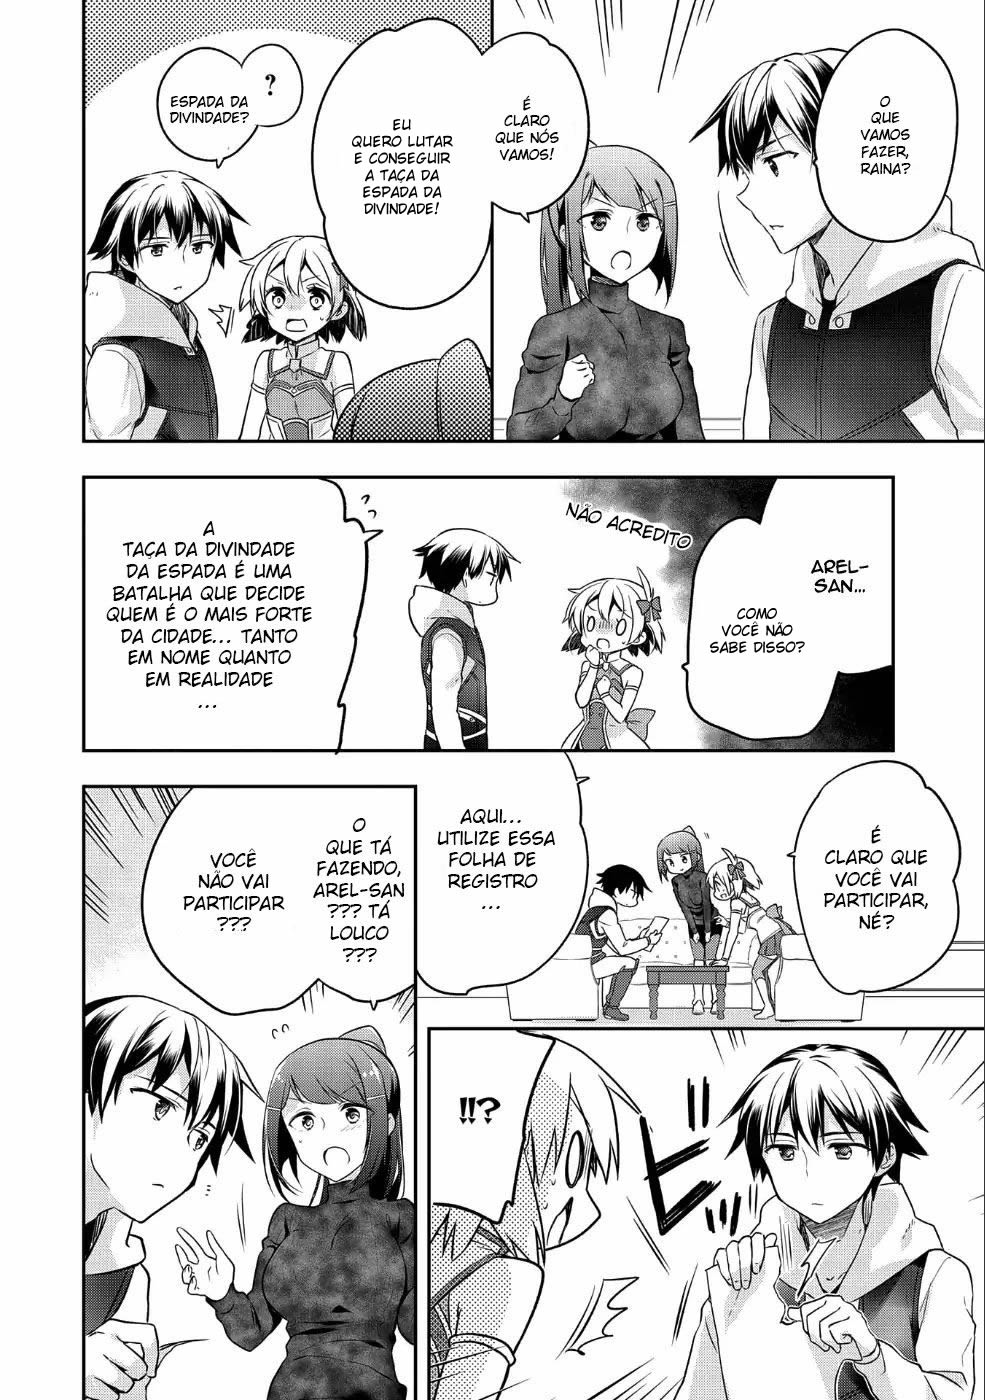 O
QUE
VAMOS
FAZER,
RAINA?
É
CLARO
QUE NÓS
VAMOS!
EU
QUERO LUTAR
E CONSEGUIR
A TAÇA DA
ESPADA DA
DIVINDADE!
?
ESPADA DA
DIVINDADE?
AREL-
SAN...
COMO
VOCÊ NÃO
SABE DISSO?
NÃO ACREDITO
A
TAÇA DA DIVINDADE
DA ESPADA É UMA
BATALHA QUE DECIDE
QUEM É O MAIS FORTE
DA CIDADE... TANTO
EM NOME QUANTO
EM REALIDADE
...
É
CLARO QUE
VOCÊ VAI
PARTICIPAR,
NÉ?
AQUI...
UTILIZE ESSA
FOLHA DE
REGISTRO
...
ビビ
!!?
O
QUE TÁ
FAZENDO,
AREL-SAN
??? TÁ
LOUCO
???
VOCÊ
NÃO VAI
PARTICIPAR
???